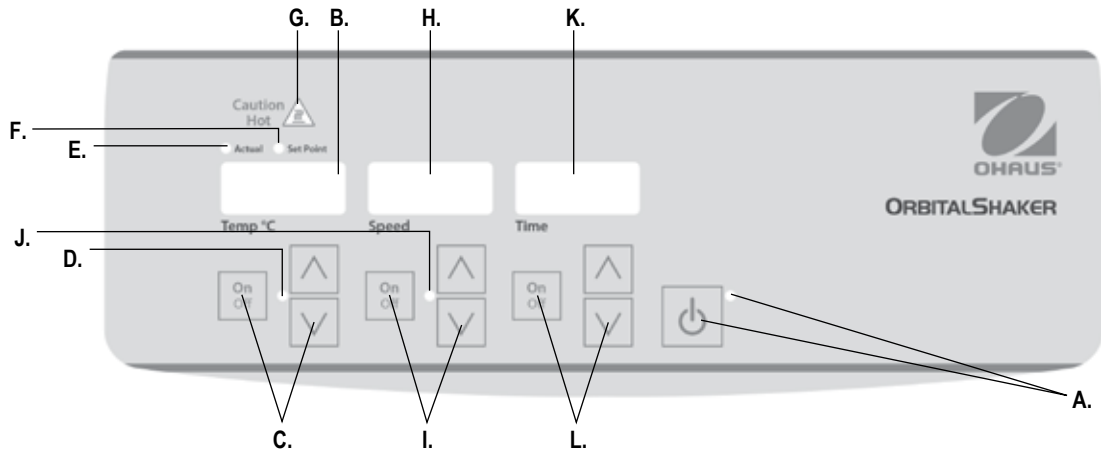 G. B. H. K.
Caution
Hot
F.
E.
Actual Set Point
OHAUS®
ORBITALSHAKER
Temp °C Speed Time
J.
D.
On
Off
On
Off
On
Off
A.
C. I. L.